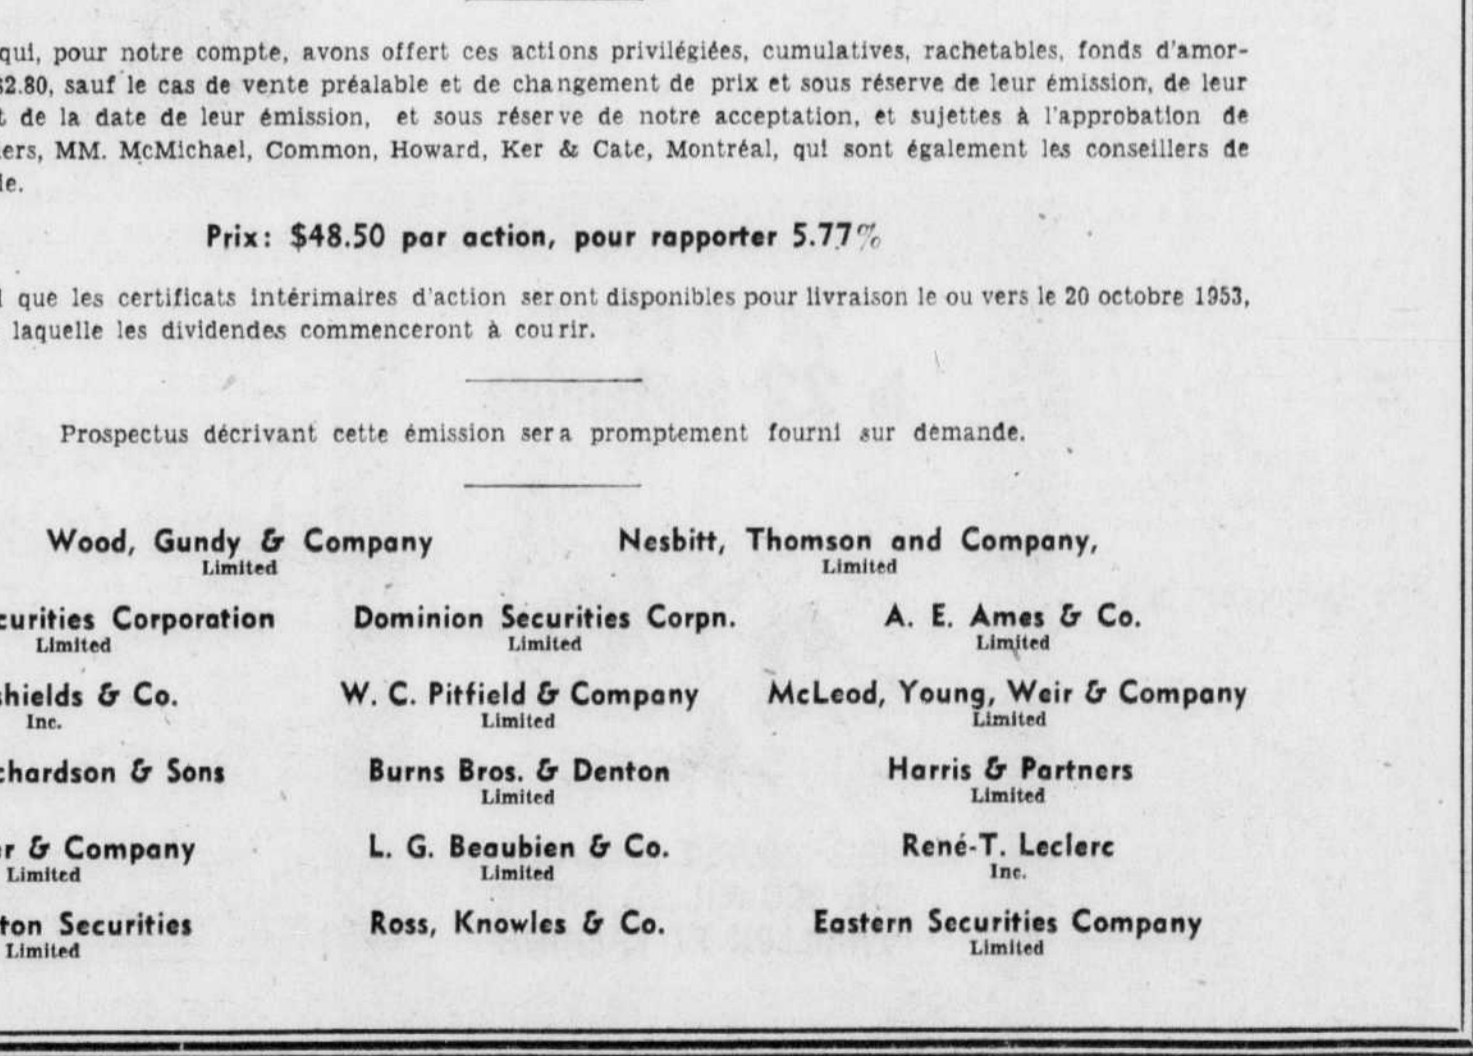 qui, pour notre compte, avons offert ces actions privilégiées, cumulatives, rachetables, fonds d'amor-
$2.80, sauf le cas de vente préalable et de changement de prix et sous réserve de leur émission, de leur
de la date de leur émission, et sous réserve de notre acceptation, et sujettes à l'approbation de
ers, MM. McMichael, Common, Howard, Ker & Cate, Montréal, qui sont également les conseillers de
le.
Prix: $48.50 par action, pour rapporter 5.77%
que les certificats intérimaires d'action seront disponibles pour livraison le ou vers le 20 octobre 1953,
laquelle les dividendes commenceront à courir.
Prospectus décrivant cette émission sera promptement fourni sur demande.
Wood, Gundy & Company Nesbitt, Thomson and Company,
Limited Limited
curities Corporation Dominion Securities Corpn. A. E. Ames & Co.
Limited Limited Limited
shields & Co. W. C. Pitfield & Company McLeod, Young, Weir & Company
Inc. Limited Limited
chardson & Sons Burns Bros. & Denton Harris & Partners
Limited Limited
er & Company L. G. Beaubien & Co. René-T. Leclerc
Limited Limited Inc.
ton Securities Ross, Knowles & Co. Eastern Securities Company
Limited Limited